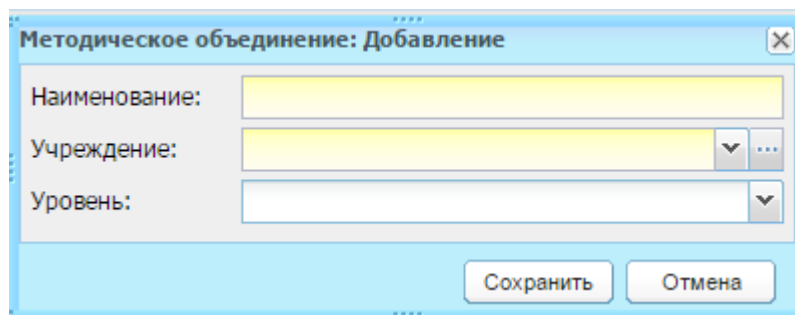 Методическое объединение: Добавление
Наименование:
Учреждение:
Уровень:
Сохранить Отмена